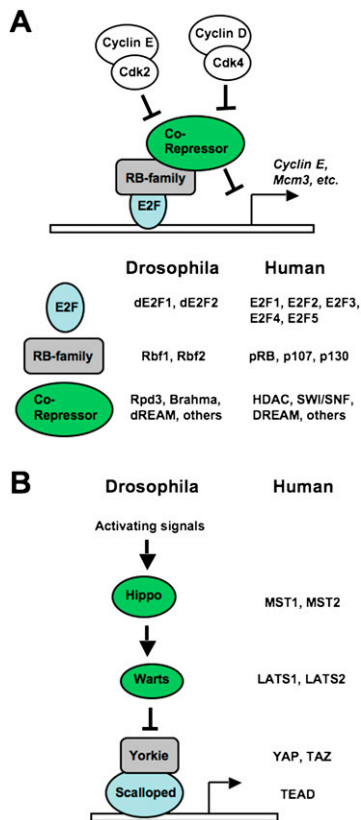 A
Cyclin E
Cdk2
Cyclin D
Cdk4
Co-
Repressor
RB-family
E2F
Cyclin E,
Mcm3, etc.
Drosophila Human
E2F dE2F1, dE2F2 E2F1, E2F2, E2F3,
E2F4, E2F5
RB-family Rbf1, Rbf2 pRB, p107, p130
Co- Rpd3, Brahma, HDAC, SWI/SNF,
Repressor dREAM, others DREAM, others
B
Drosophila Human
Activating signals
Hippo MST1, MST2
Warts LATS1, LATS2
Yorkie YAP, TAZ
Scalloped TEAD